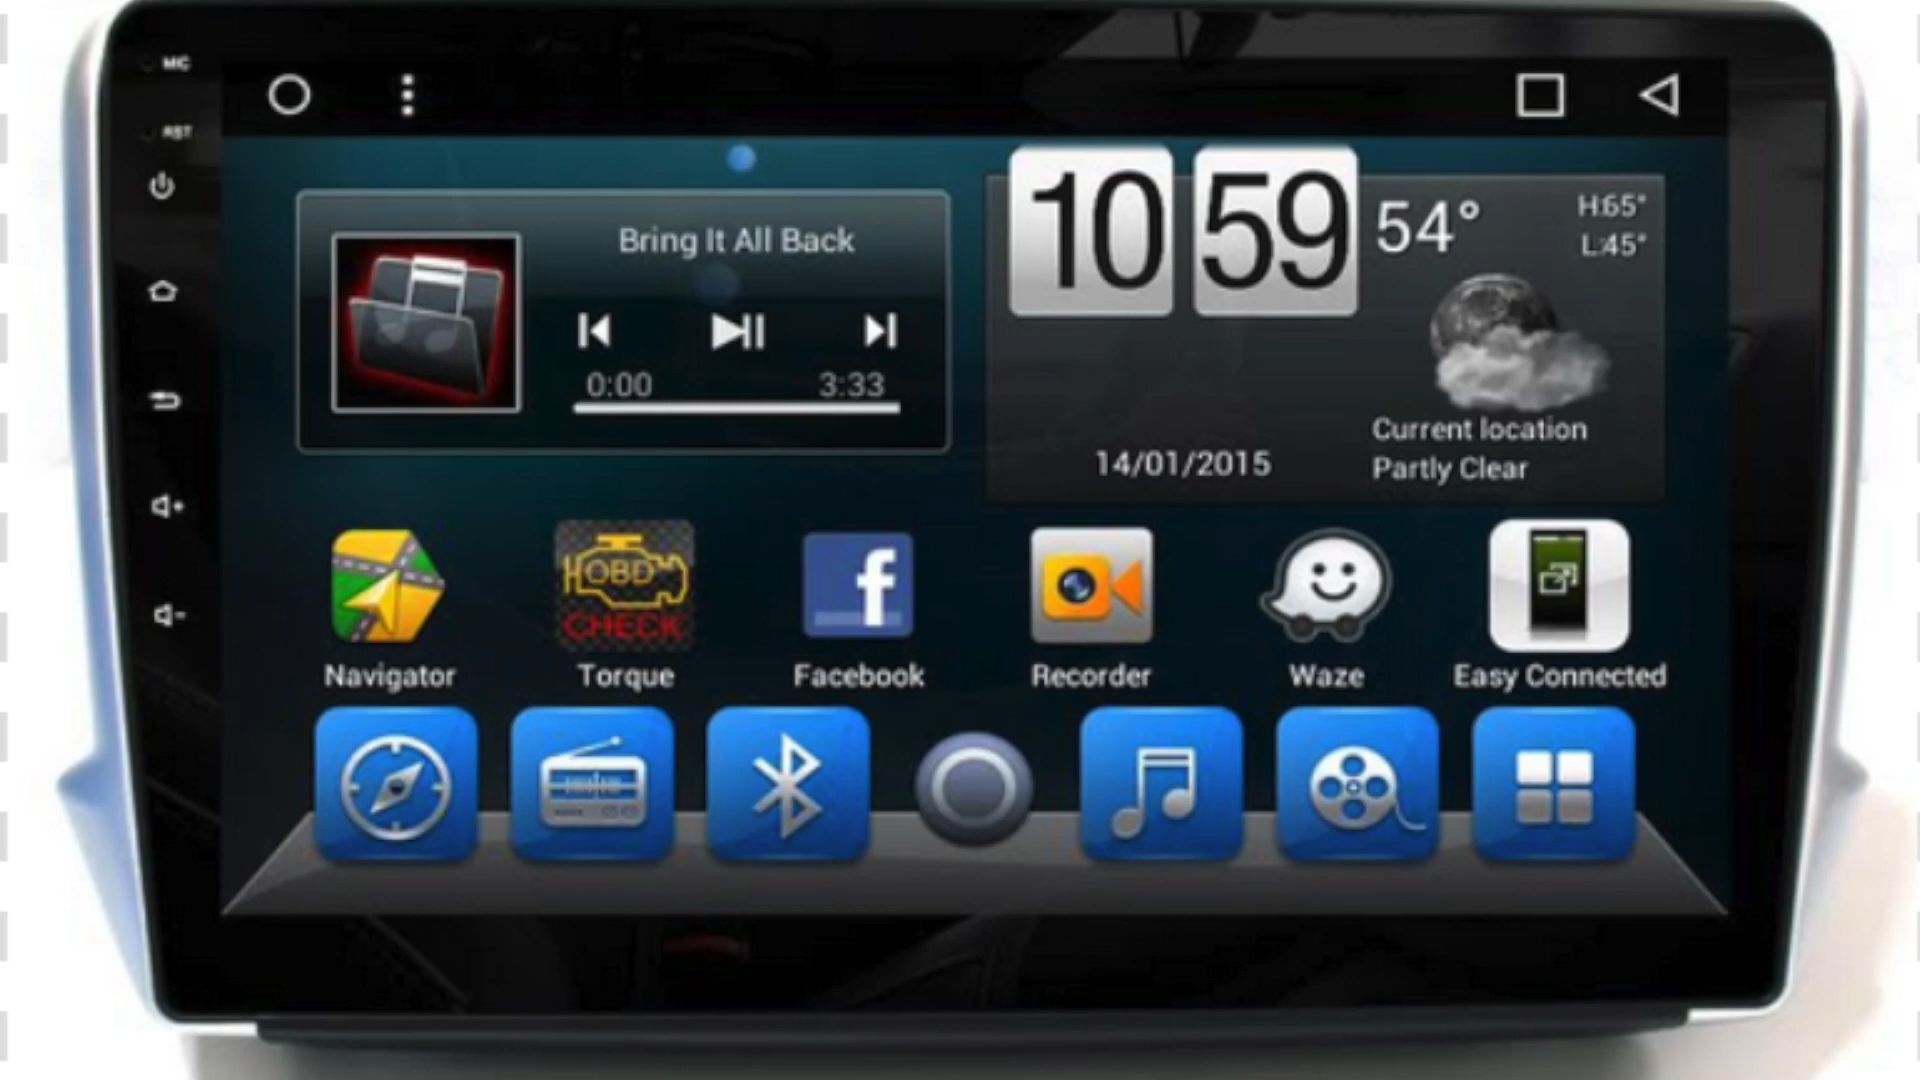 MIC
RST
Bring It All Back
0:00 3:33
10 59
54° H:65°
L:45°
Current location
14/01/2015
Partly Clear
OBD
CHECK
f
Navigator Torque Facebook Recorder Waze Easy Connected